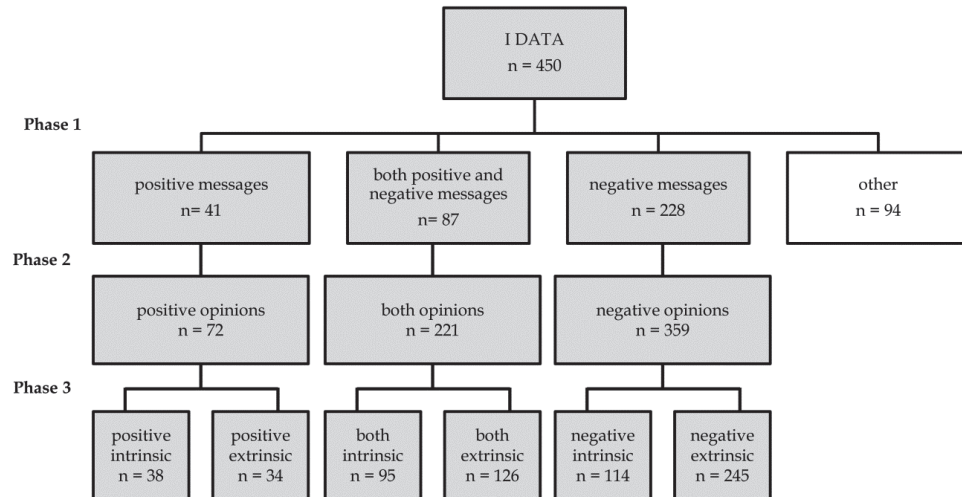 I DATA
n = 450
Phase 1
positive messages
n= 41
both positive and
negative messages
n = 87
negative messages
n = 228
other
n = 94
Phase 2
positive opinions
n = 72
both opinions
n = 221
negative opinions
n = 359
Phase 3
positive
intrinsic
n = 38
positive
extrinsic
n = 34
both
intrinsic
n = 95
both
extrinsic
n = 126
negative
intrinsic
n = 114
negative
extrinsic
n = 245